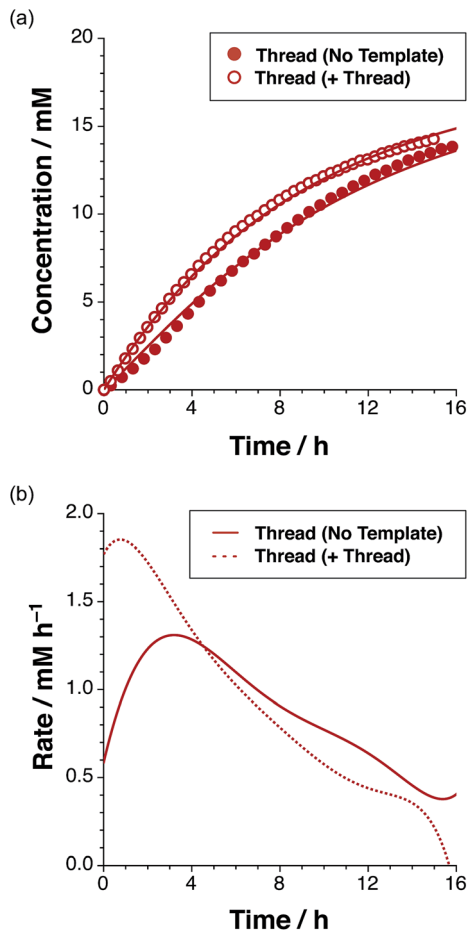 (a)
20
15
10
5
0
Concentration / mM
Thread (No Template)
Thread (+ Thread)
0 4 8 12 16
Time / h
(b)
2.0
1.5
1.0
0.5
0.0
Rate / mM h⁻¹
Thread (No Template)
Thread (+ Thread)
0 4 8 12 16
Time / h